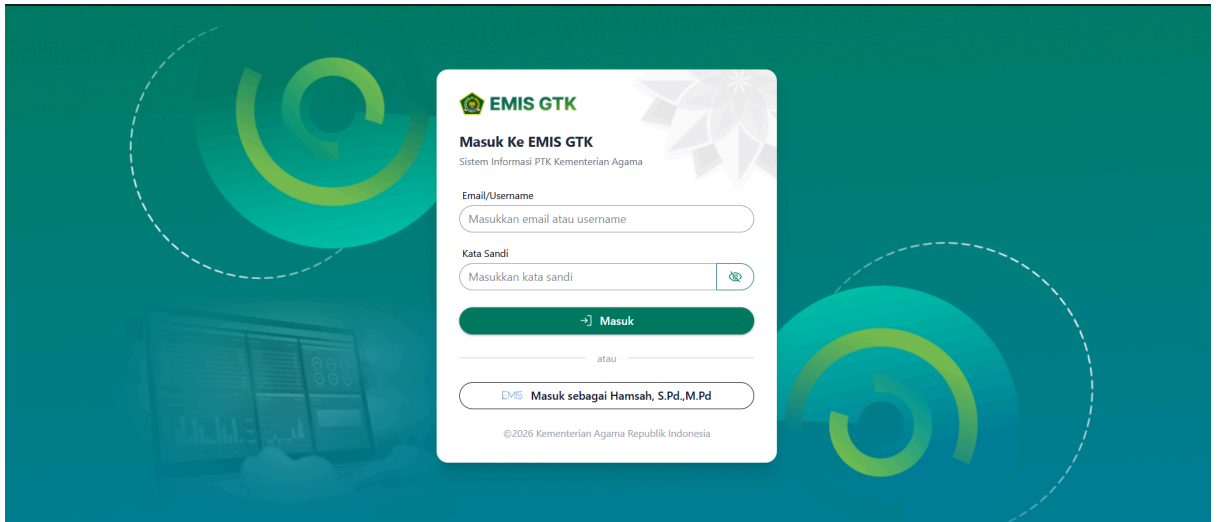 EMIS GTK
Masuk Ke EMIS GTK
Sistem Informasi PTK Kementerian Agama
Email/Username
Masukkan email atau username
Kata Sandi
Masukkan kata sandi
Masuk
atau
EMIS Masuk sebagai Hamsah, S.Pd.,M.Pd
©2026 Kementerian Agama Republik Indonesia